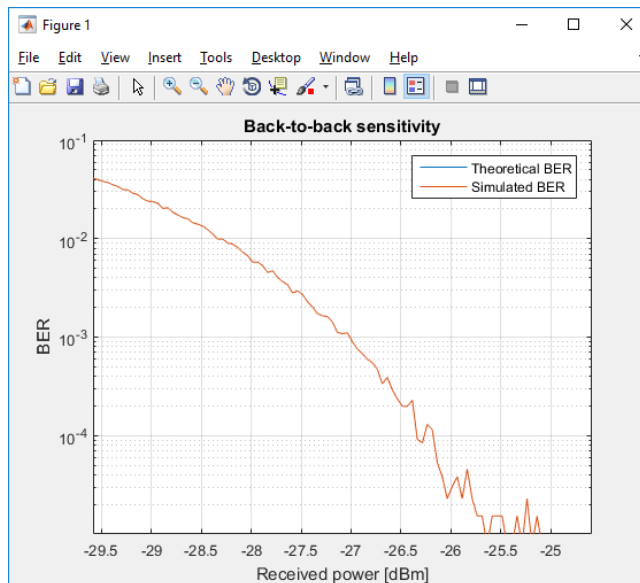 Figure 1
File Edit View Insert Tools Desktop Window Help
Back-to-back sensitivity
Theoretical BER
Simulated BER
BER
10^-1
10^-2
10^-3
10^-4
-29.5 -29 -28.5 -28 -27.5 -27 -26.5 -26 -25.5 -25
Received power [dBm]